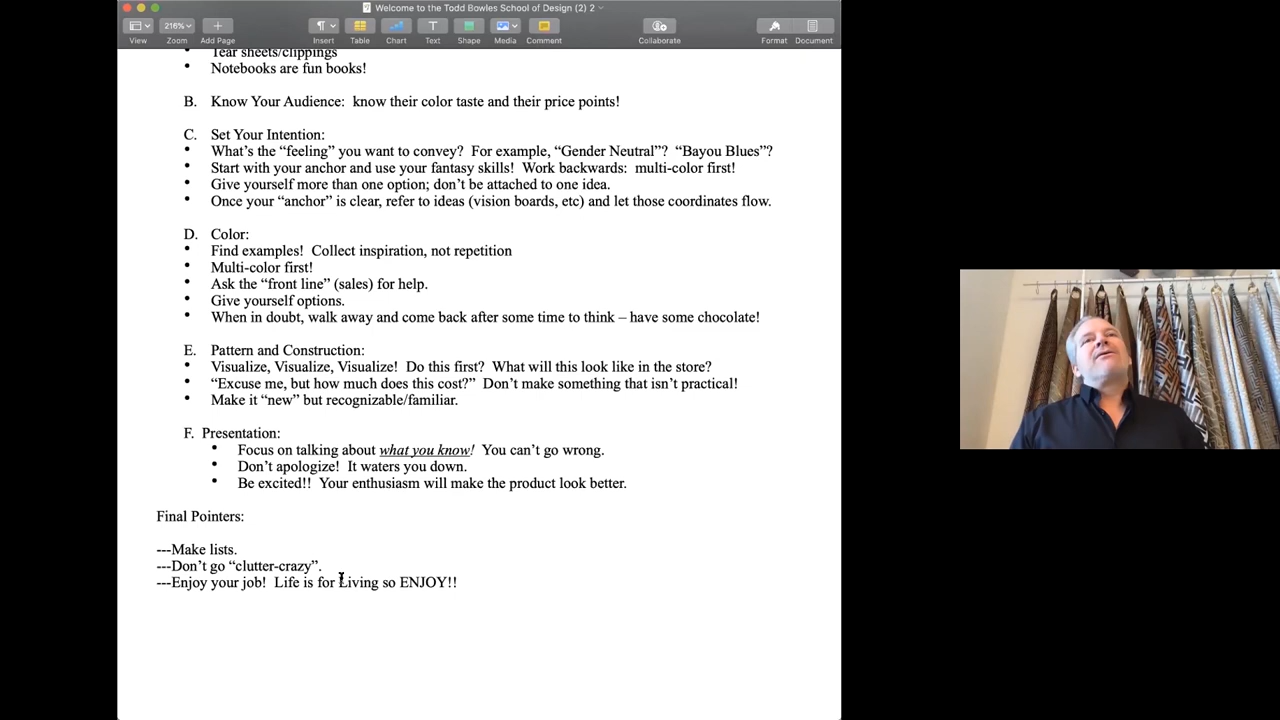 Welcome to the Todd Bowles School of Design (2) 2
216%
View
Zoom
Add Page
Insert
Table
Chart
Text
Shape
Media
Comment
Collaborate
Format
Document
• Tear sheets/clippings
• Notebooks are fun books!
B. Know Your Audience: know their color taste and their price points!
C. Set Your Intention:
• What’s the “feeling” you want to convey? For example, “Gender Neutral”? “Bayou Blues”?
• Start with your anchor and use your fantasy skills! Work backwards: multi-color first!
• Give yourself more than one option; don’t be attached to one idea.
• Once your “anchor” is clear, refer to ideas (vision boards, etc) and let those coordinates flow.
D. Color:
• Find examples! Collect inspiration, not repetition
• Multi-color first!
• Ask the “front line” (sales) for help.
• Give yourself options.
• When in doubt, walk away and come back after some time to think – have some chocolate!
E. Pattern and Construction:
• Visualize, Visualize, Visualize! Do this first? What will this look like in the store?
• “Excuse me, but how much does this cost?” Don’t make something that isn’t practical!
• Make it “new” but recognizable/familiar.
F. Presentation:
• Focus on talking about what you know! You can’t go wrong.
• Don’t apologize! It waters you down.
• Be excited!! Your enthusiasm will make the product look better.
Final Pointers:
---Make lists.
---Don’t go “clutter-crazy”.
---Enjoy your job! Life is for Living so ENJOY!!